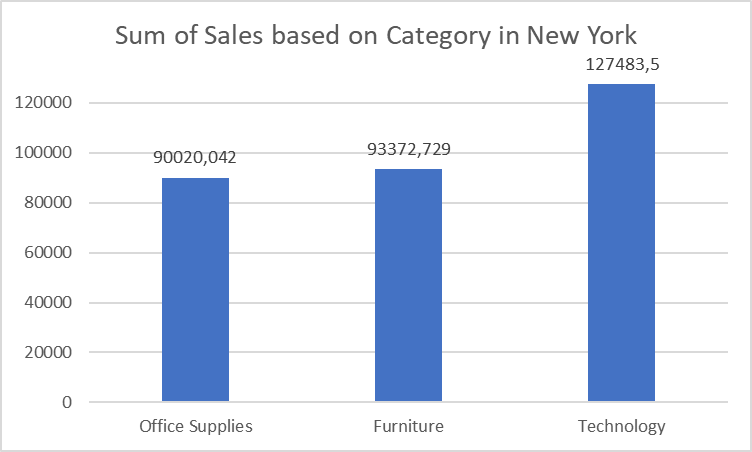 Sum of Sales based on Category in New York
127483,5
93372,729
90020,042
120000
100000
80000
60000
40000
20000
0
Office Supplies
Furniture
Technology